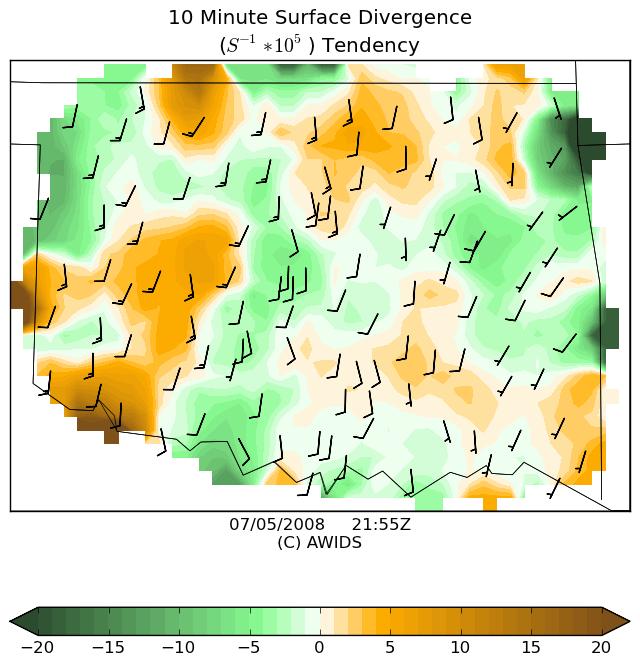 10 Minute Surface Divergence
(S⁻¹ * 10⁵ ) Tendency
07/05/2008 21:55Z
(C) AWIDS
−20 −15 −10 −5 0 5 10 15 20